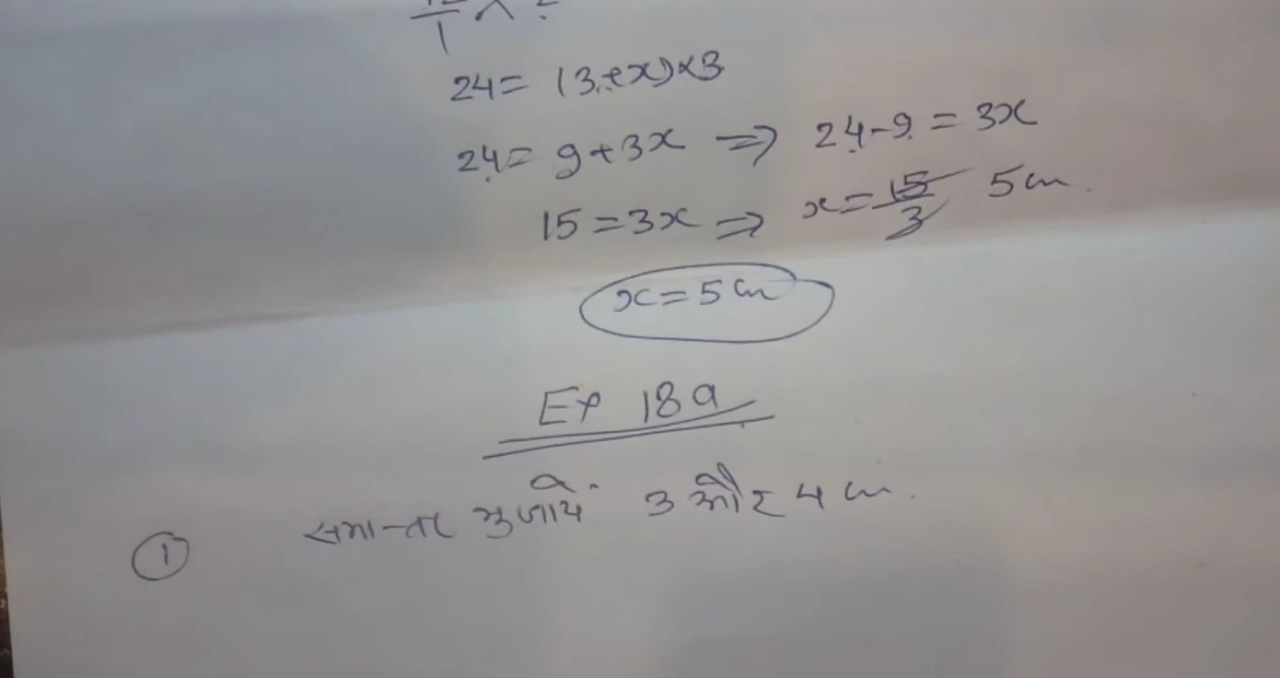 24 = (3+x)×3
24 = 9+3x ⇒ 24-9 = 3x
15 = 3x ⇒ x = 15/3 5cm
x = 5cm
Ex 18a
① समान्तर भुजायें 3 और 4 cm.